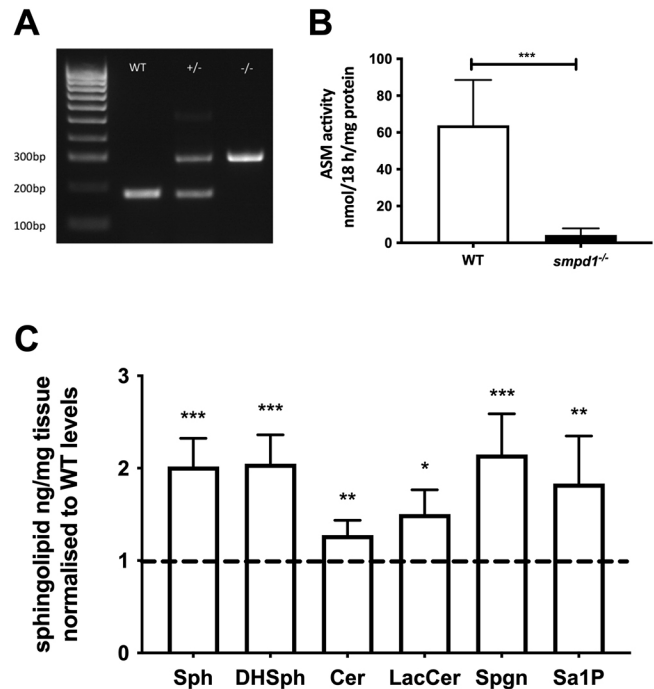 A
WT +/- -/-
300bp
200bp
100bp
B
ASM activity
nmol/18 h/mg protein
100
80
60
40
20
0
***
WT smpd1-/-
C
sphingolipid ng/mg tissue
normalised to WT levels
3
2
1
0
*** *** ** * *** **
Sph DHSph Cer LacCer Spgn Sa1P